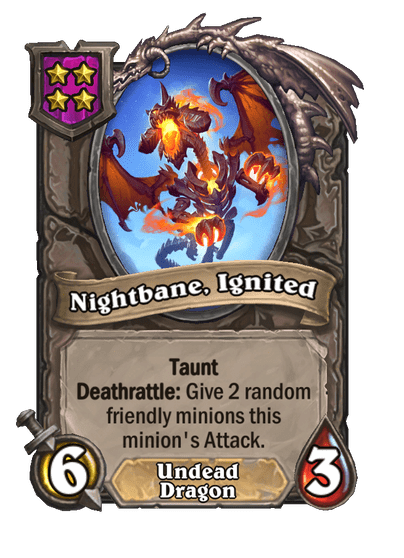 Nightbane, Ignited
Taunt
Deathrattle: Give 2 random
friendly minions this
minion's Attack.
6
Undead
Dragon
3